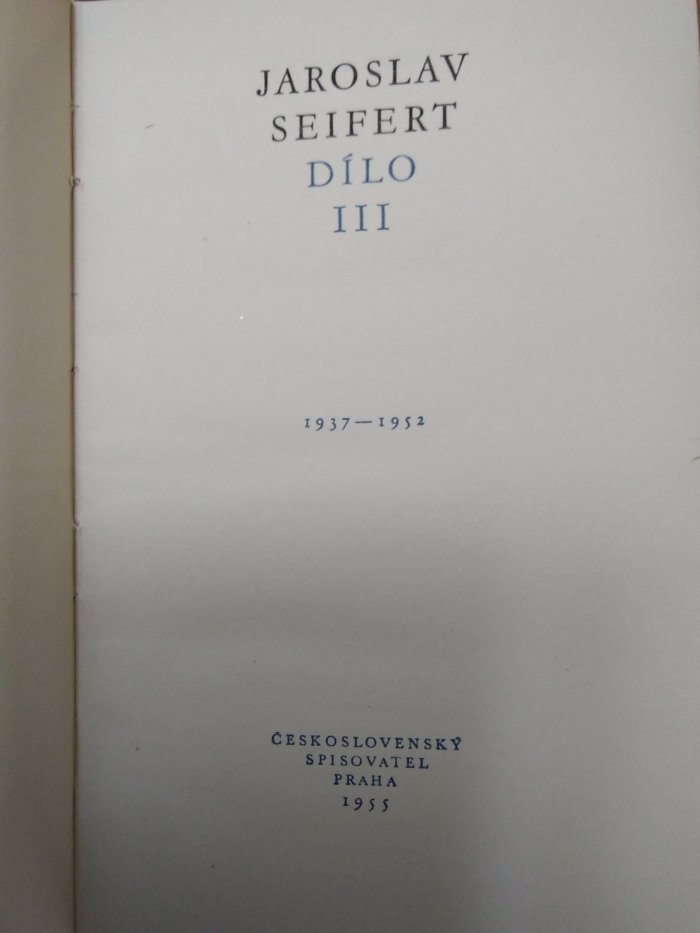 JAROSLAV
SEIFERT
DÍLO
III
1937—1952
ČESKOSLOVENSKÝ
SPISOVATEL
PRAHA
1955